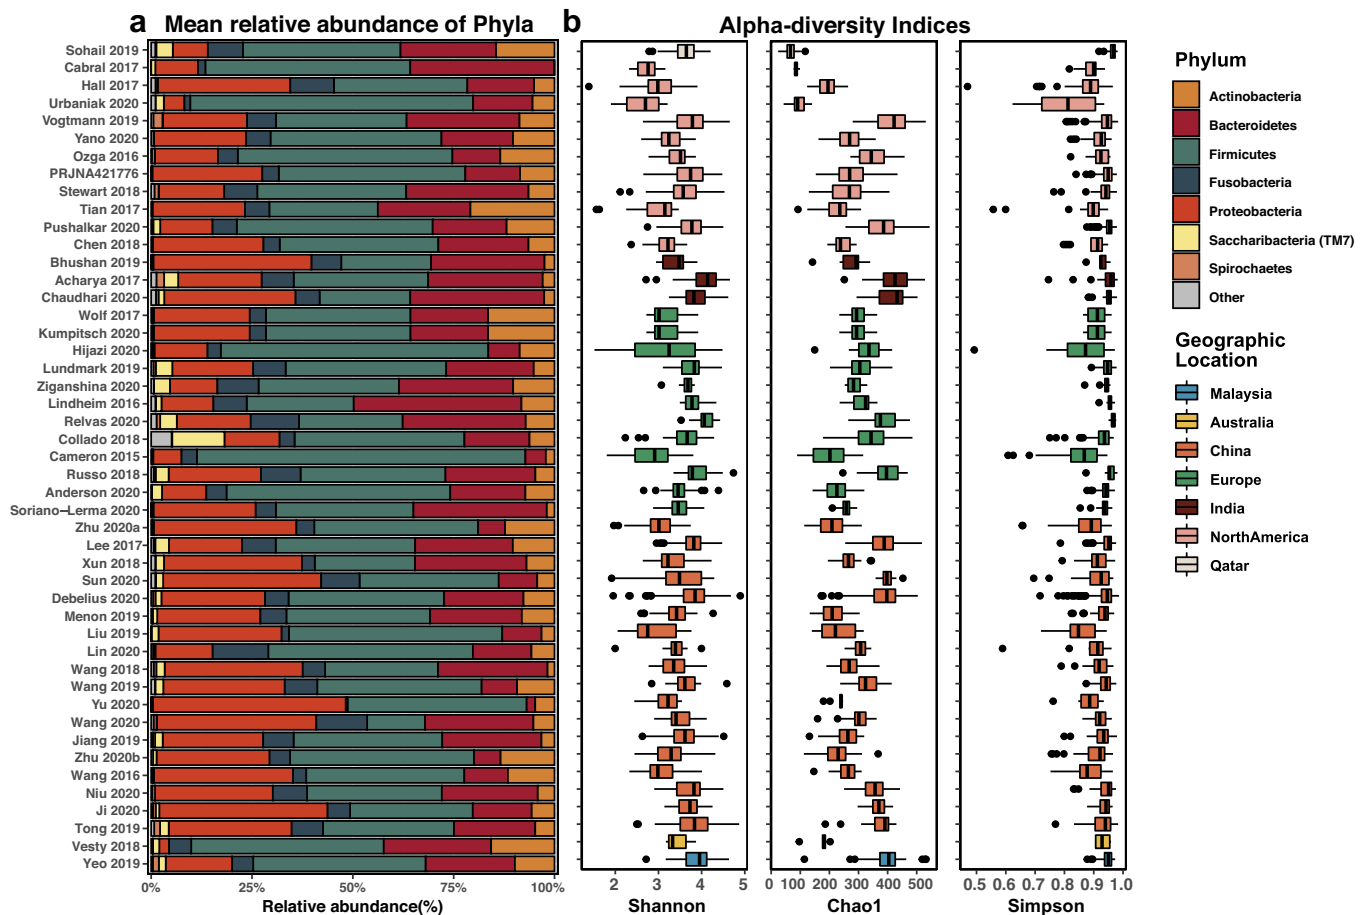 a Mean relative abundance of Phyla
b Alpha-diversity Indices
Sohail 2019
Cabral 2017
Hall 2017
Urbaniak 2020
Vogtmann 2019
Yano 2020
Ozga 2016
PRJNA421776
Stewart 2018
Tian 2017
Pushalkar 2020
Chen 2018
Bhushan 2019
Acharya 2017
Chaudhari 2020
Wolf 2017
Kumpitsch 2020
Hijazi 2020
Lundmark 2019
Ziganshina 2020
Lindheim 2016
Relvas 2020
Collado 2018
Cameron 2015
Russo 2018
Anderson 2020
Soriano−Lerma 2020
Zhu 2020a
Lee 2017
Xun 2018
Sun 2020
Debelius 2020
Menon 2019
Liu 2019
Lin 2020
Wang 2018
Wang 2019
Yu 2020
Wang 2020
Jiang 2019
Zhu 2020b
Wang 2016
Niu 2020
Ji 2020
Tong 2019
Vesty 2018
Yeo 2019
0% 25% 50% 75% 100%
Relative abundance(%)
2 3 4 5
Shannon
0 100 200 300 400 500
Chao1
0.5 0.6 0.7 0.8 0.9 1.0
Simpson
Phylum
Actinobacteria
Bacteroidetes
Firmicutes
Fusobacteria
Proteobacteria
Saccharibacteria (TM7)
Spirochaetes
Other
Geographic
Location
Malaysia
Australia
China
Europe
India
NorthAmerica
Qatar